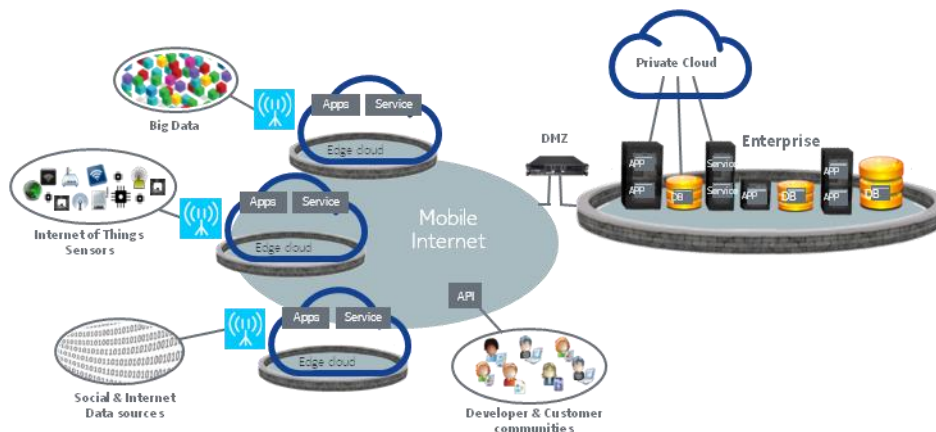 Private Cloud
Apps
Service
Big Data
Edge cloud
DMZ
Enterprise
APP
APP
DB
Service
Service
APP
DB
APP
APP
DB
Apps
Service
Internet of Things
Sensors
Edge cloud
Mobile
Internet
API
Apps
Service
Edge cloud
Social & Internet
Data sources
Developer & Customer
communities